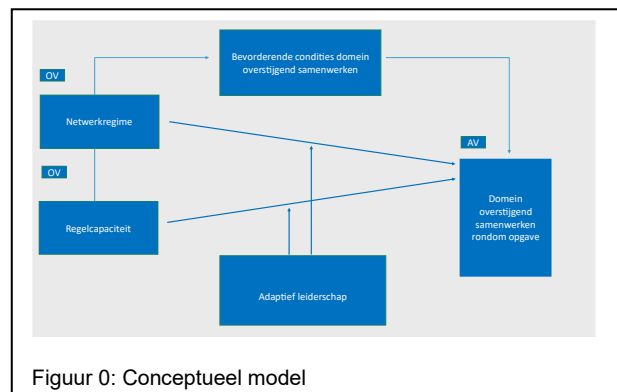 Bevorderende condities domein
overstijgend samenwerken
OV
Netwerkregime
AV
OV
Domein
overstijgend
samenwerken
rondom opgave
Regelcapaciteit
Adaptief leiderschap
Figuur 0: Conceptueel model